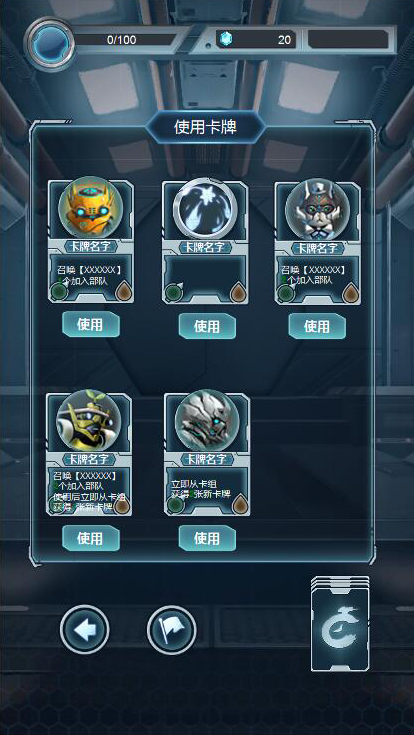 0/100
20
使用卡牌
卡牌名字
卡牌名字
卡牌名字
召唤【XXXXXX】
个加入部队
召唤【XXXXXX】
个加入部队
使用
使用
使用
卡牌名字
卡牌名字
召唤【XXXXXX】
个加入部队
使用后立即从卡组
获得 张新卡牌
立即从卡组
获得 张新卡牌
使用
使用